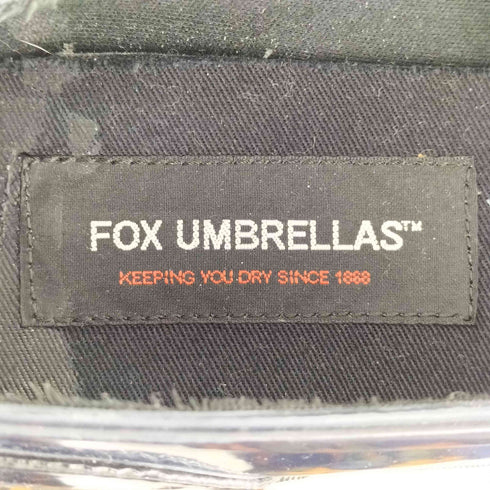 FOX UMBRELLAS™
KEEPING YOU DRY SINCE 1868